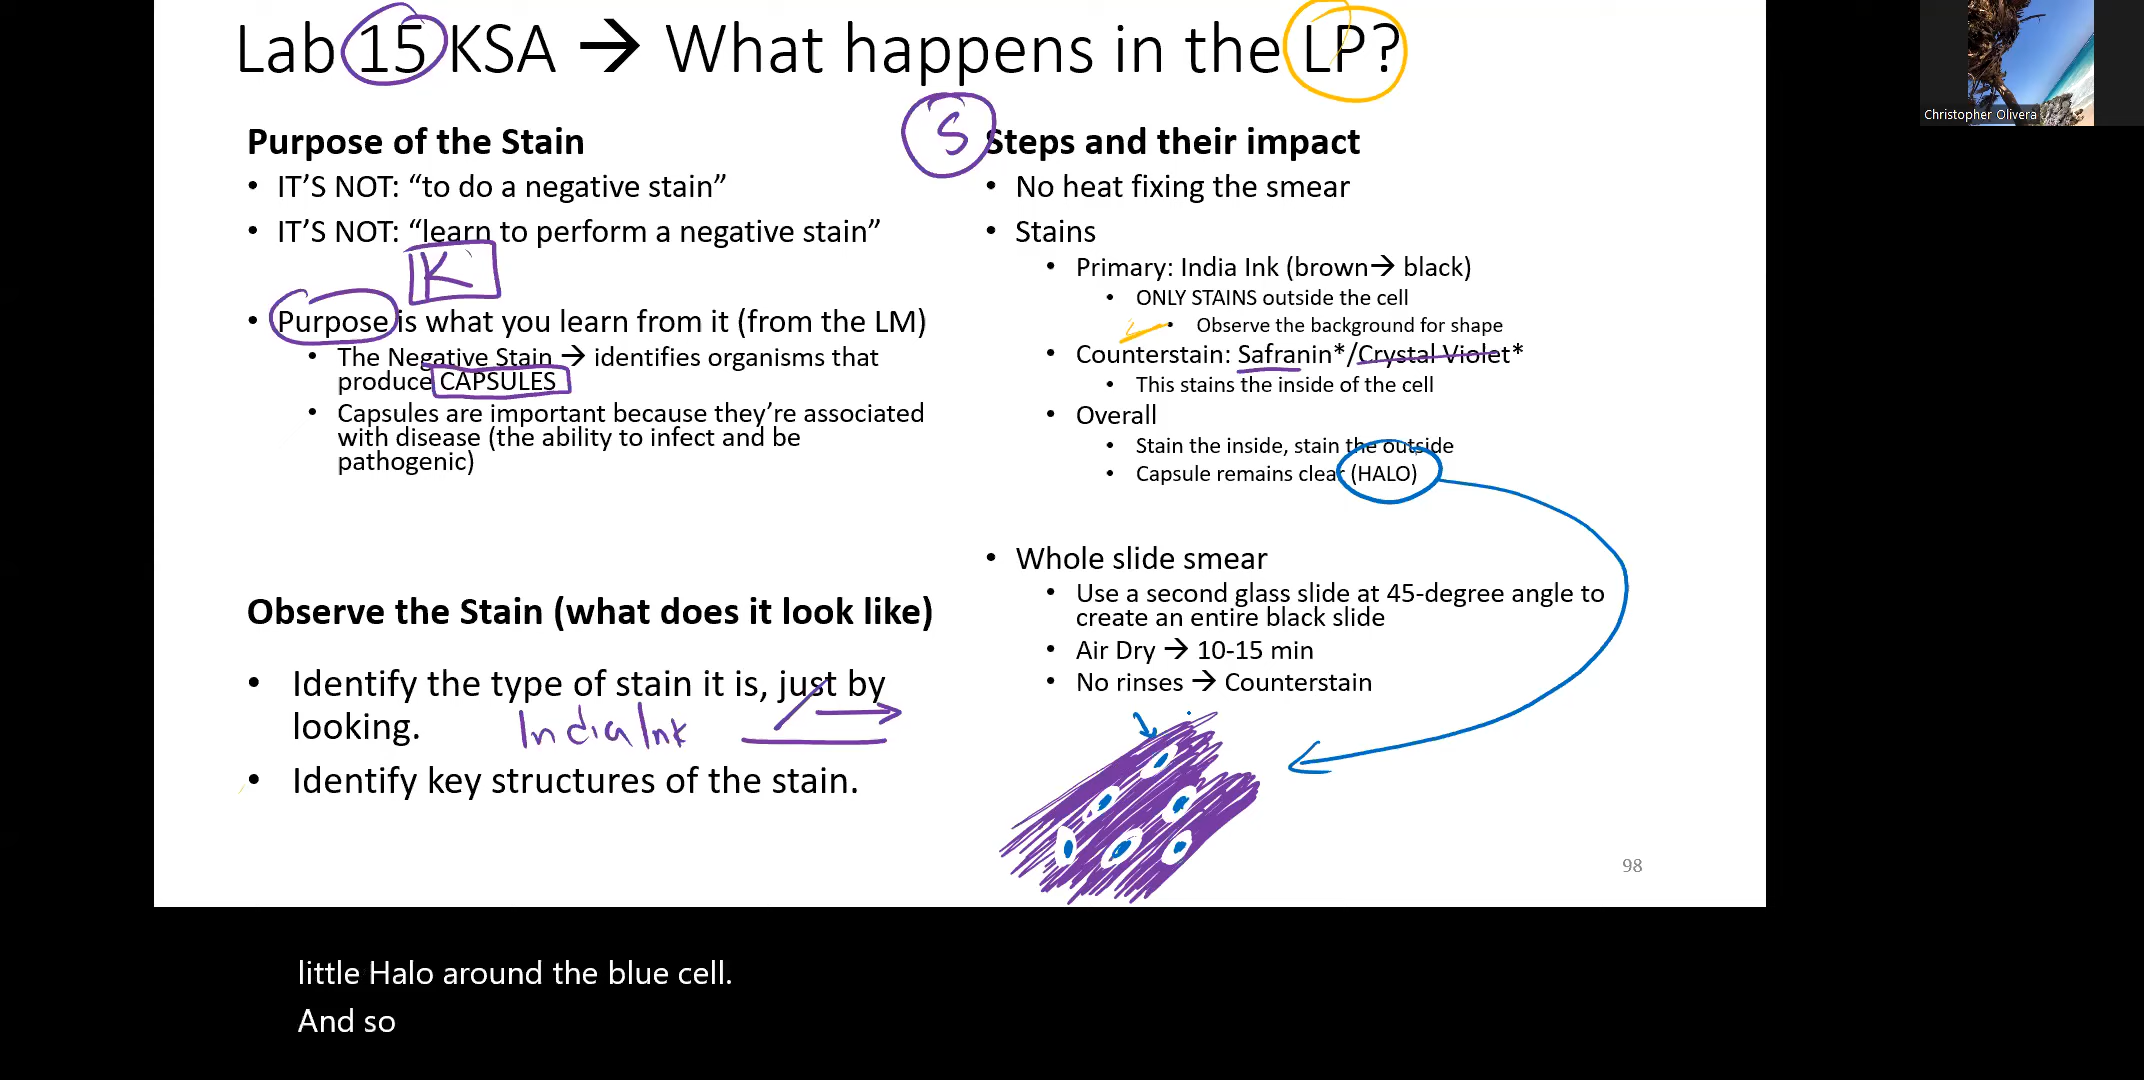 Lab 15 KSA → What happens in the LP?
Christopher Olivera
Purpose of the Stain
• IT’S NOT: “to do a negative stain”
• IT’S NOT: “learn to perform a negative stain”
K
• Purpose is what you learn from it (from the LM)
• The Negative Stain → identifies organisms that
produce CAPSULES
• Capsules are important because they’re associated
with disease (the ability to infect and be
pathogenic)
Observe the Stain (what does it look like)
• Identify the type of stain it is, just by
looking.
India Ink
• Identify key structures of the stain.
S
Steps and their impact
• No heat fixing the smear
• Stains
• Primary: India Ink (brown→ black)
• ONLY STAINS outside the cell
• Observe the background for shape
• Counterstain: Safranin*/Crystal Violet*
• This stains the inside of the cell
• Overall
• Stain the inside, stain the outside
• Capsule remains clear (HALO)
• Whole slide smear
• Use a second glass slide at 45-degree angle to
create an entire black slide
• Air Dry → 10-15 min
• No rinses → Counterstain
98
little Halo around the blue cell.
And so